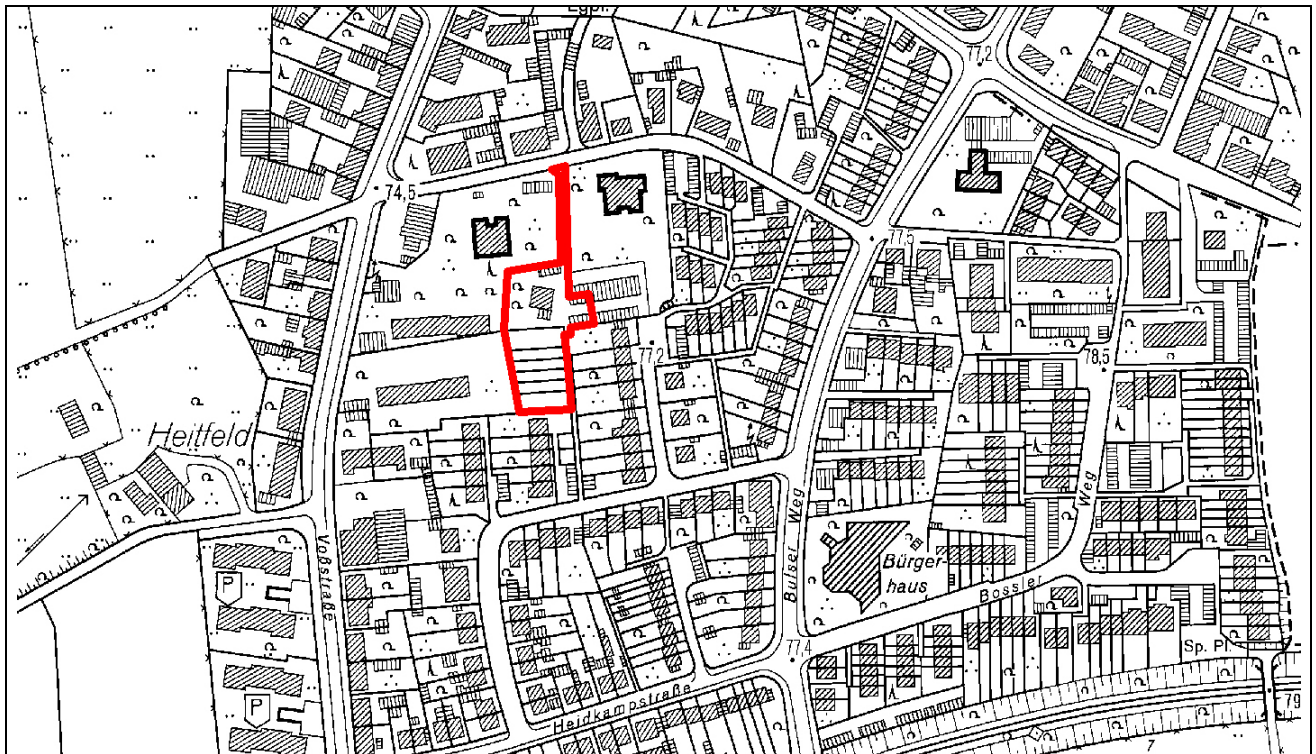 77,2
74,5
77,5
77,2
78,5
Heitfeld
Voßstraße
Bulser Weg
Weg
Bürger-
haus
Bossler
P
77,4
Sp. Pl.
Heidkampstraße
P
79
7